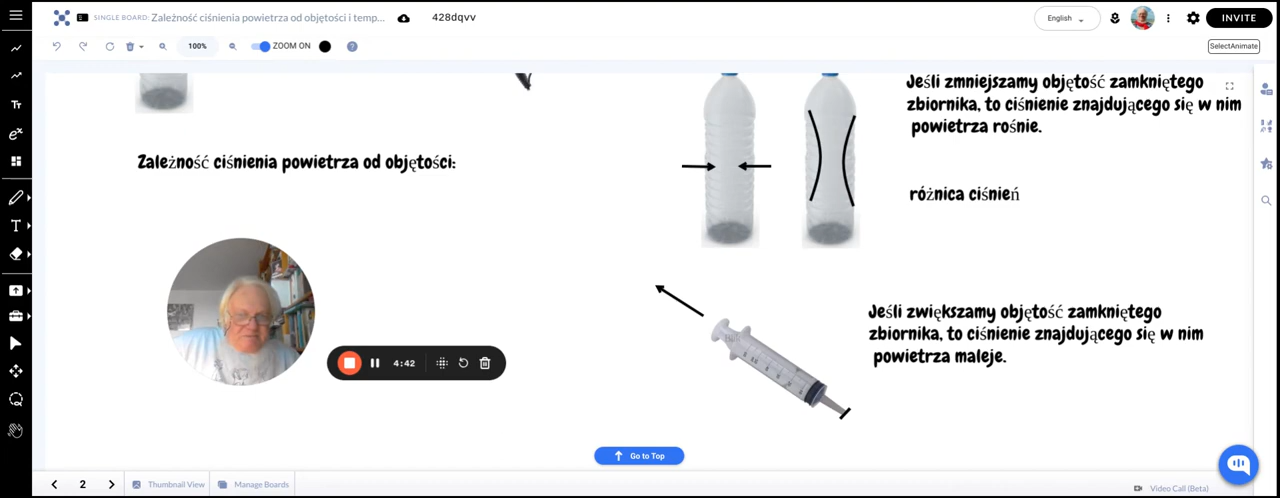 SINGLE BOARD: Zależność ciśnienia powietrza od objętości i temp...
428dqvv
English
INVITE
100%
ZOOM ON
SelectAnimate
Jeśli zmniejszamy objętość zamkniętego
zbiornika, to ciśnienie znajdującego się w nim
powietrza rośnie.
Zależność ciśnienia powietrza od objętości:
różnica ciśnień
Jeśli zwiększamy objętość zamkniętego
zbiornika, to ciśnienie znajdującego się w nim
powietrza maleje.
4:42
Go to Top
2
Thumbnail View
Manage Boards
Video Call (Beta)